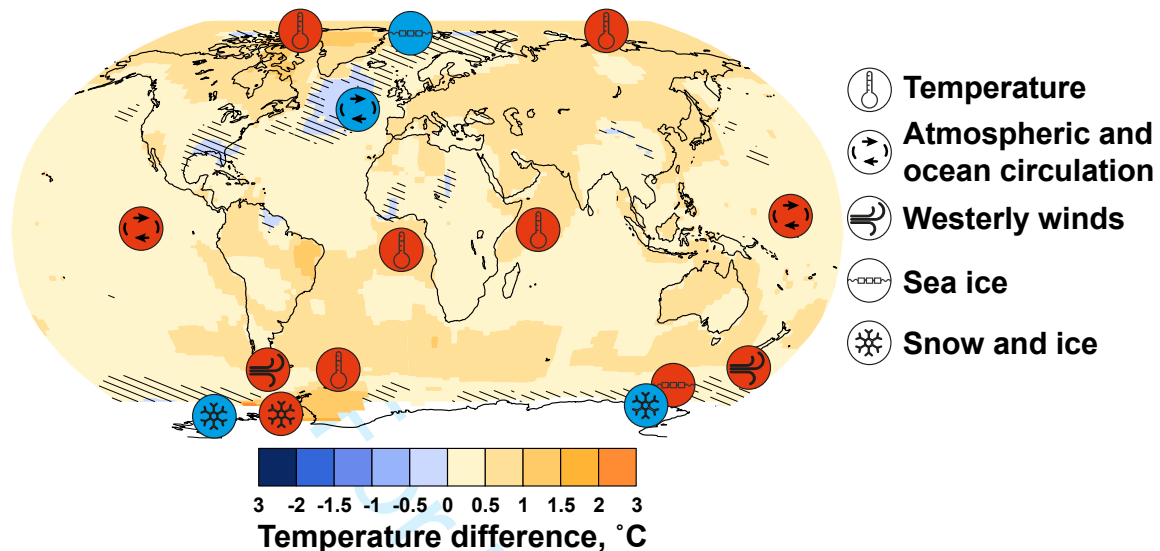 Temperature
Atmospheric and
ocean circulation
Westerly winds
Sea ice
Snow and ice
3 -2 -1.5 -1 -0.5 0 0.5 1 1.5 2 3
Temperature difference, ˚C